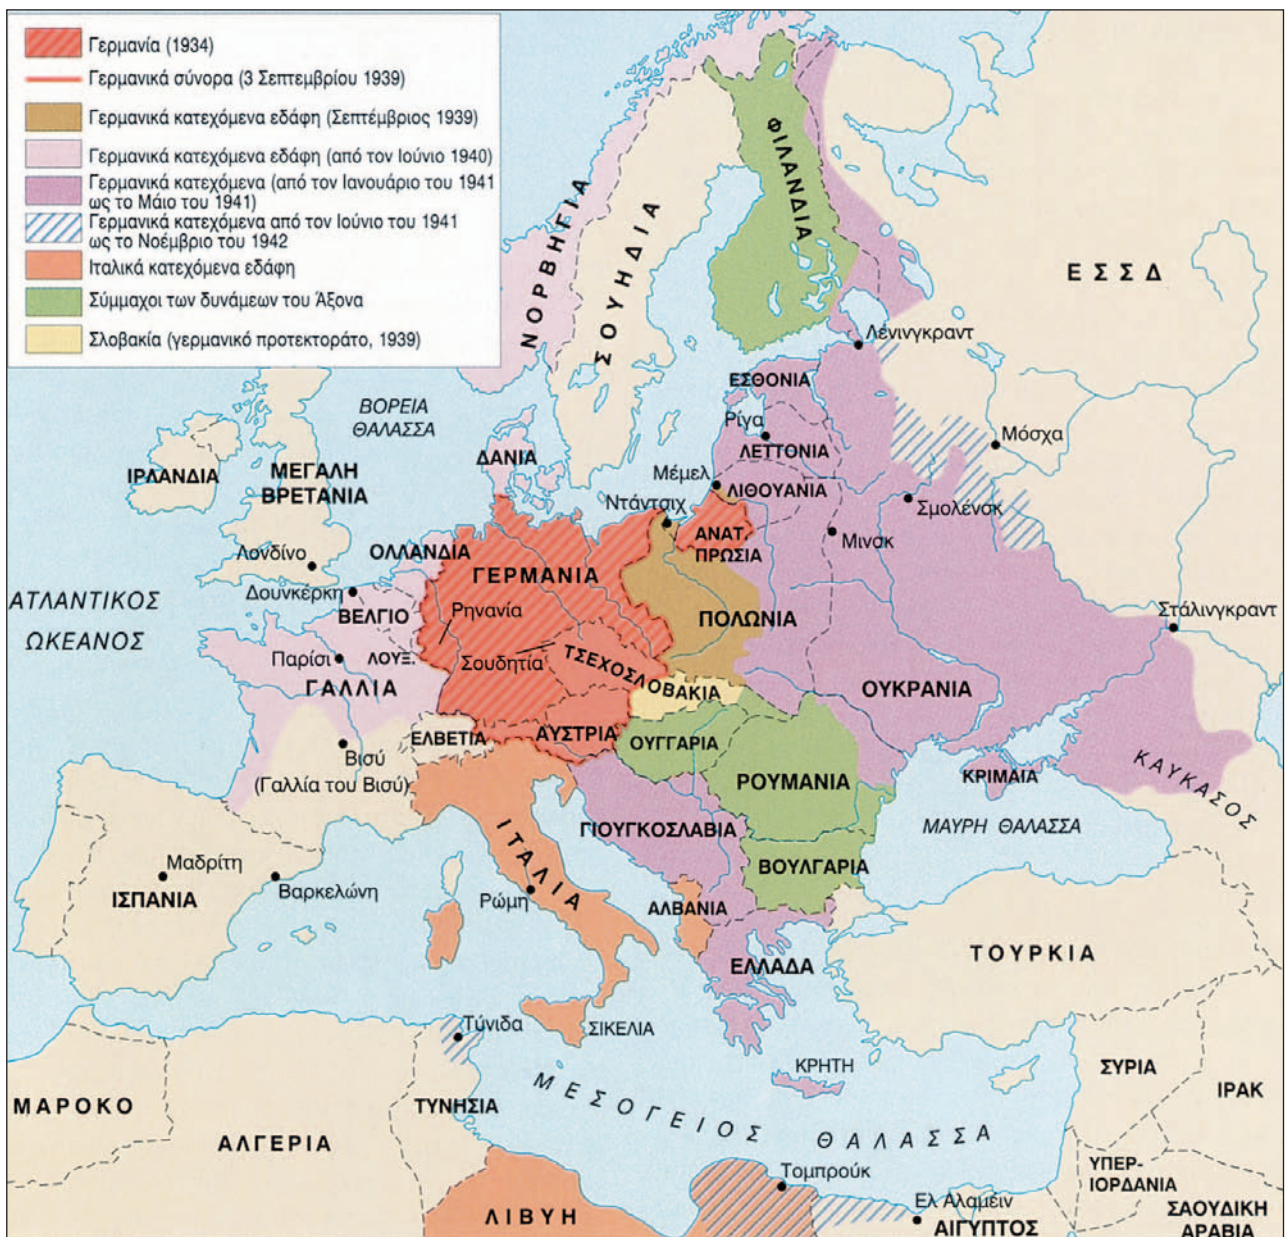 Γερμανία (1934)
Γερμανικά σύνορα (3 Σεπτεμβρίου 1939)
Γερμανικά κατεχόμενα εδάφη (Σεπτέμβριος 1939)
Γερμανικά κατεχόμενα εδάφη (από τον Ιούνιο 1940)
Γερμανικά κατεχόμενα (από τον Ιανουάριο του 1941
ως το Μάιο του 1941)
Γερμανικά κατεχόμενα από τον Ιούνιο του 1941
ως το Νοέμβριο του 1942
Ιταλικά κατεχόμενα εδάφη
Σύμμαχοι των δυνάμεων του Άξονα
Σλοβακία (γερμανικό προτεκτοράτο, 1939)
ΦΙΛΑΝΔΙΑ
ΝΟΡΒΗΓΙΑ
ΣΟΥΗΔΙΑ
ΕΣΣΔ
Λένινγκραντ
ΕΣΘΟΝΙΑ
ΒΟΡΕΙΑ
ΘΑΛΑΣΣΑ
Ρίγα
Μόσχα
ΛΕΤΤΟΝΙΑ
ΔΑΝΙΑ
ΙΡΛΑΝΔΙΑ
ΜΕΓΑΛΗ
ΒΡΕΤΑΝΙΑ
Μέμελ
ΛΙΘΟΥΑΝΙΑ
Ντάντσιχ
Σμολένσκ
ΑΝΑΤ.
ΠΡΩΣΙΑ
Μινσκ
Λονδίνο
ΟΛΛΑΝΔΙΑ
ΓΕΡΜΑΝΙΑ
Δουνκέρκη
ΑΤΛΑΝΤΙΚΟΣ
ΩΚΕΑΝΟΣ
ΒΕΛΓΙΟ
Ρηνανία
ΠΟΛΩΝΙΑ
Στάλινγκραντ
Παρίσι
ΛΟΥΞ.
Σουδητία
ΤΣΕΧΟΣΛΟΒΑΚΙΑ
ΓΑΛΛΙΑ
ΟΥΚΡΑΝΙΑ
ΕΛΒΕΤΙΑ
ΑΥΣΤΡΙΑ
ΟΥΓΓΑΡΙΑ
Βισύ
(Γαλλία του Βισύ)
ΡΟΥΜΑΝΙΑ
ΚΡΙΜΑΙΑ
ΚΑΥΚΑΣΟΣ
ΙΤΑΛΙΑ
ΓΙΟΥΓΚΟΣΛΑΒΙΑ
ΜΑΥΡΗ ΘΑΛΑΣΣΑ
Μαδρίτη
ΙΣΠΑΝΙΑ
Βαρκελώνη
Ρώμη
ΒΟΥΛΓΑΡΙΑ
ΑΛΒΑΝΙΑ
ΕΛΛΑΔΑ
ΤΟΥΡΚΙΑ
Τύνιδα
ΣΙΚΕΛΙΑ
ΚΡΗΤΗ
ΣΥΡΙΑ
ΙΡΑΚ
ΜΑΡΟΚΟ
ΑΛΓΕΡΙΑ
ΤΥΝΗΣΙΑ
ΜΕΣΟΓΕΙΟΣ ΘΑΛΑΣΣΑ
Τομπρούκ
ΥΠΕΡ-
ΙΟΡΔΑΝΙΑ
ΛΙΒΥΗ
Ελ Αλαμέιν
ΑΙΓΥΠΤΟΣ
ΣΑΟΥΔΙΚΗ
ΑΡΑΒΙΑ